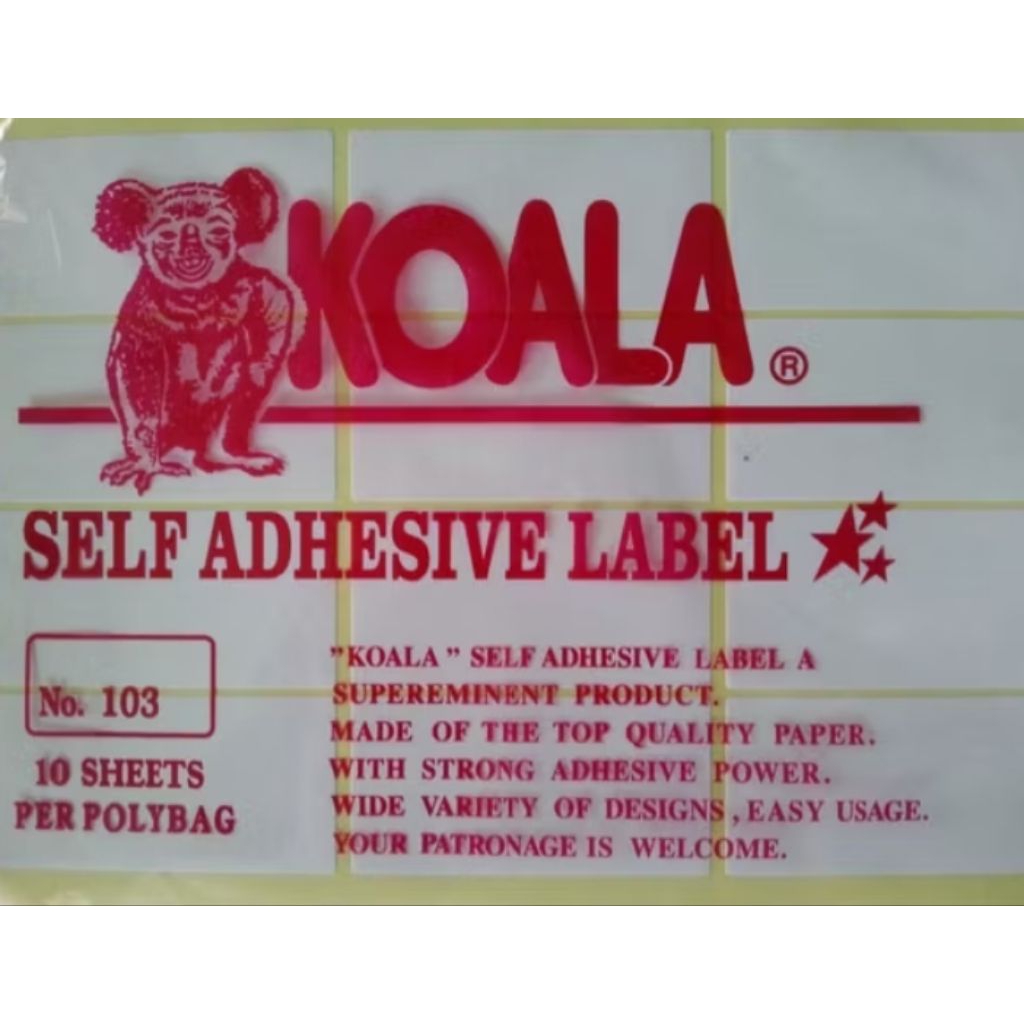 KOALA ®
SELF ADHESIVE LABEL
No. 103
10 SHEETS
PER POLYBAG
"KOALA" SELF ADHESIVE LABEL A
SUPEREMINENT PRODUCT.
MADE OF THE TOP QUALITY PAPER.
WITH STRONG ADHESIVE POWER.
WIDE VARIETY OF DESIGNS, EASY USAGE.
YOUR PATRONAGE IS WELCOME.